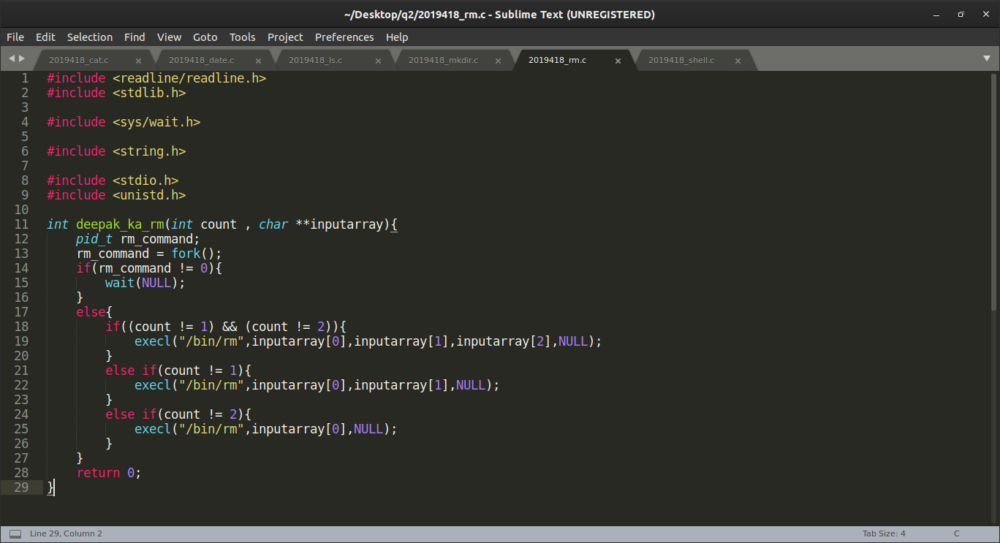 ~/Desktop/q2/2019418_rm.c - Sublime Text (UNREGISTERED)
File Edit Selection Find View Goto Tools Project Preferences Help
2019418_cat.c 2019418_date.c 2019418_ls.c 2019418_mkdir.c 2019418_rm.c 2019418_shell.c
1 #include <readline/readline.h>
2 #include <stdlib.h>
3
4 #include <sys/wait.h>
5
6 #include <string.h>
7
8 #include <stdio.h>
9 #include <unistd.h>
10
11 int deepak_ka_rm(int count , char **inputarray){
12     pid_t rm_command;
13     rm_command = fork();
14     if(rm_command != 0){
15         wait(NULL);
16     }
17     else{
18         if((count != 1) && (count != 2)){
19             execl("/bin/rm",inputarray[0],inputarray[1],inputarray[2],NULL);
20         }
21         else if(count != 1){
22             execl("/bin/rm",inputarray[0],inputarray[1],NULL);
23         }
24         else if(count != 2){
25             execl("/bin/rm",inputarray[0],NULL);
26         }
27     }
28     return 0;
29 }
Line 29, Column 2 Tab Size: 4 C